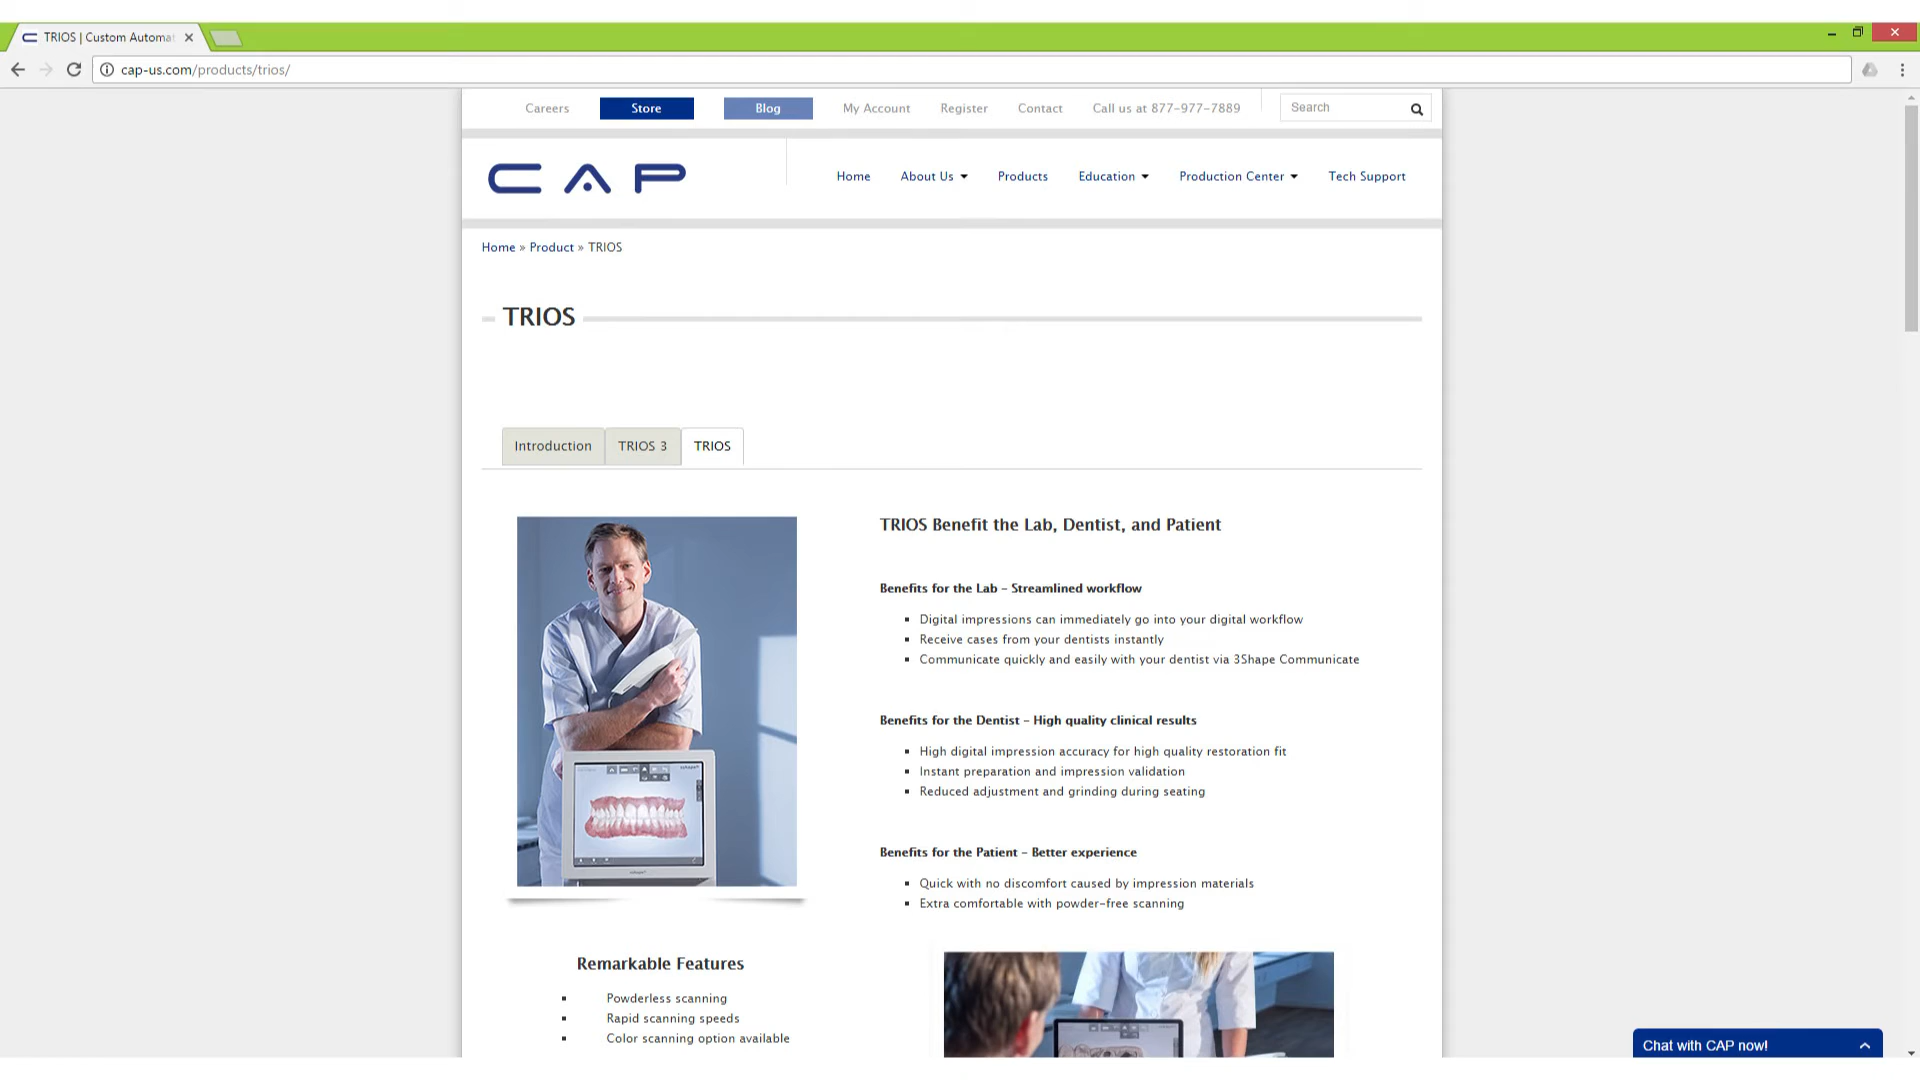 TRIOS | Custom Automat
cap-us.com/products/trios/
Careers
Store
Blog
My Account
Register
Contact
Call us at 877-977-7889
Search
CAP
Home
About Us
Products
Education
Production Center
Tech Support
Home » Product » TRIOS
TRIOS
Introduction
TRIOS 3
TRIOS
TRIOS Benefit the Lab, Dentist, and Patient
Benefits for the Lab – Streamlined workflow
Digital impressions can immediately go into your digital workflow
Receive cases from your dentists instantly
Communicate quickly and easily with your dentist via 3Shape Communicate
Benefits for the Dentist – High quality clinical results
High digital impression accuracy for high quality restoration fit
Instant preparation and impression validation
Reduced adjustment and grinding during seating
Benefits for the Patient – Better experience
Quick with no discomfort caused by impression materials
Extra comfortable with powder-free scanning
Remarkable Features
Powderless scanning
Rapid scanning speeds
Color scanning option available
Chat with CAP now!